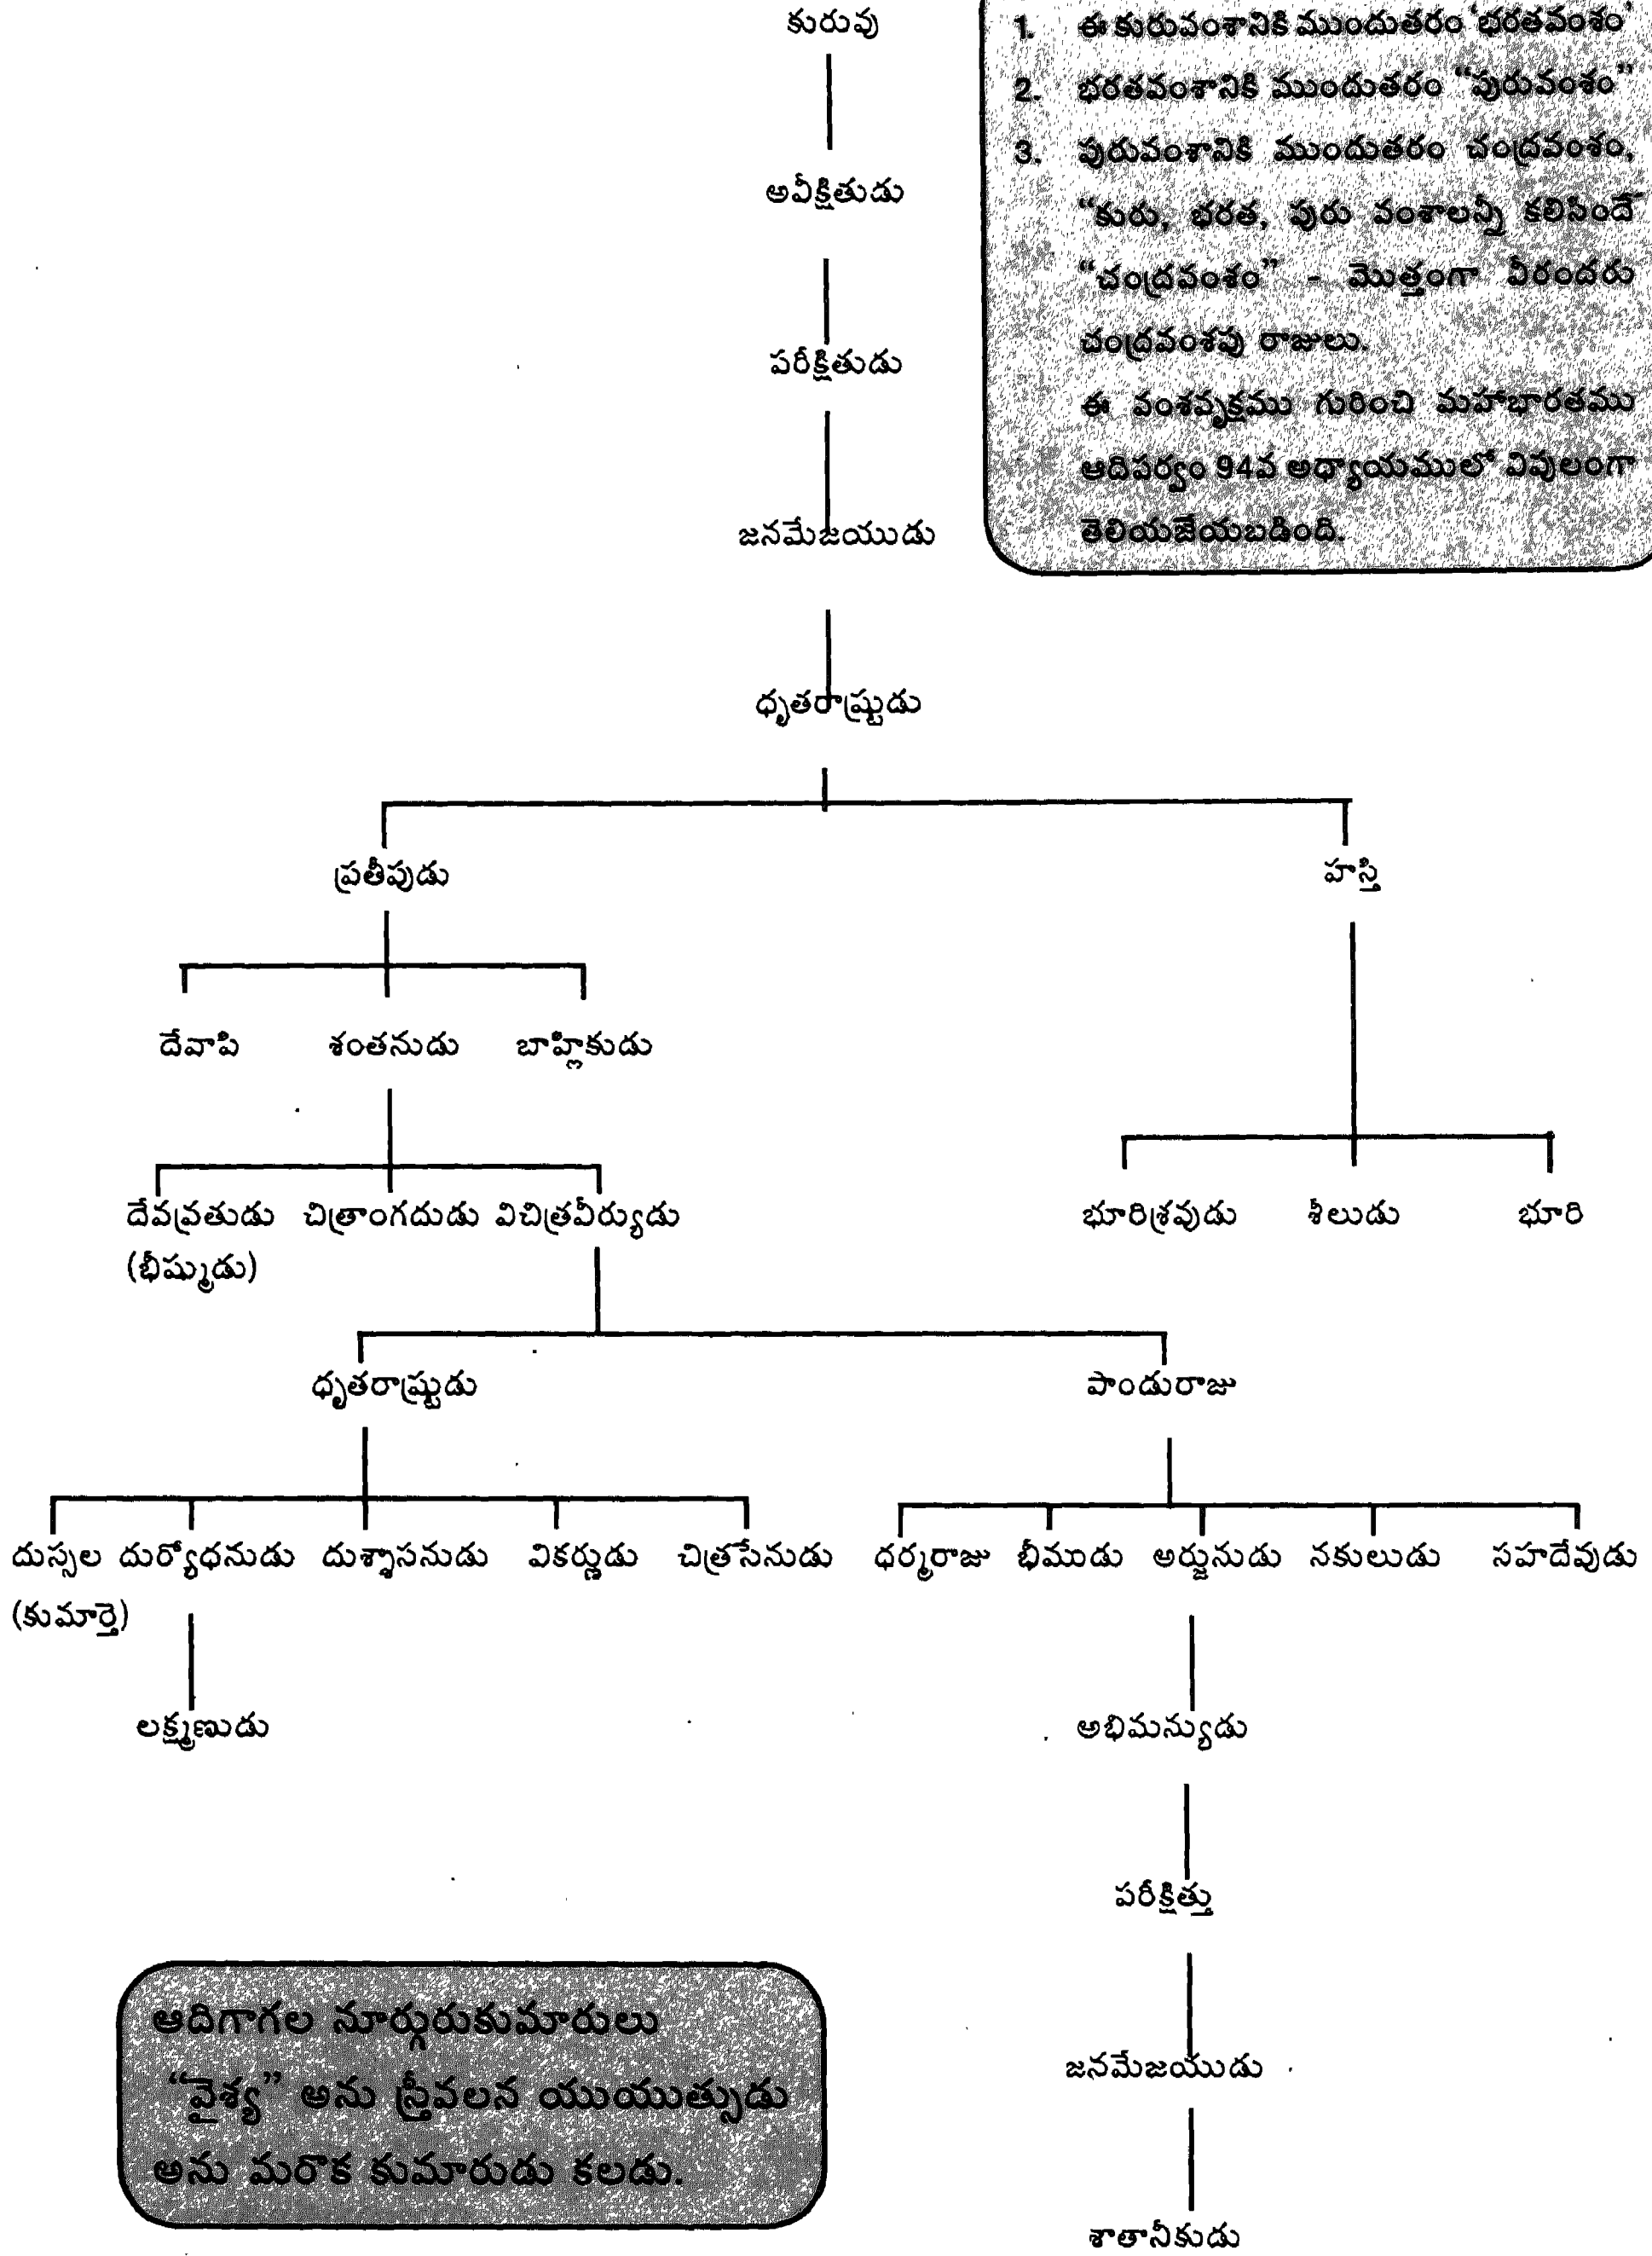 కురువు
1. ఈ కురువంశానికి ముందుతరం 'భరతవంశం'
2. భరతవంశానికి ముందుతరం "పురువంశం"
3. పురువంశానికి ముందుతరం చంద్రవంశం,
"కురు, భరత, పురు వంశాలన్నీ కలిసిందే
"చంద్రవంశం" - మొత్తంగా వీరందరు
చంద్రవంశపు రాజులు.
ఈ వంశవృక్షము గురించి మహాభారతము
ఆదిపర్వం 94వ అధ్యాయములో విపులంగా
తెలియజేయబడింది.
అవీక్షితుడు
పరీక్షితుడు
జనమేజయుడు
ధృతరాష్ట్రుడు
ప్రతీపుడు హస్తి
దేవాపి శంతనుడు బాహ్లికుడు
దేవవ్రతుడు చిత్రాంగదుడు విచిత్రవీర్యుడు భూరిశ్రవుడు శీలుడు భూరి
(భీష్ముడు)
ధృతరాష్ట్రుడు పాండురాజు
దుస్సల దుర్యోధనుడు దుశ్శాసనుడు వికర్ణుడు చిత్రసేనుడు ధర్మరాజు భీముడు అర్జునుడు నకులుడు సహదేవుడు
(కుమార్తె)
లక్ష్మణుడు అభిమన్యుడు
పరీక్షిత్తు
ఆదిగాగల నూర్గురుకుమారులు
"వైశ్య" అను స్త్రీవలన యుయుత్సుడు
అను మరొక కుమారుడు కలడు.
జనమేజయుడు
శాతానీకుడు